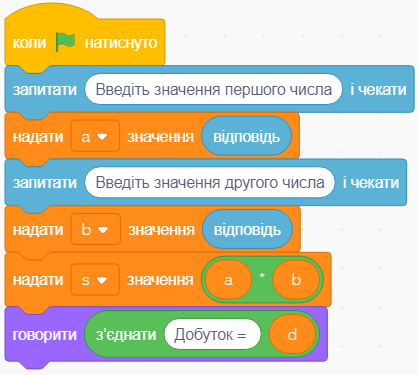 коли натиснуто
запитати Введіть значення першого числа і чекати
надати a значення відповідь
запитати Введіть значення другого числа і чекати
надати b значення відповідь
надати s значення a * b
говорити з'єднати Добуток = d